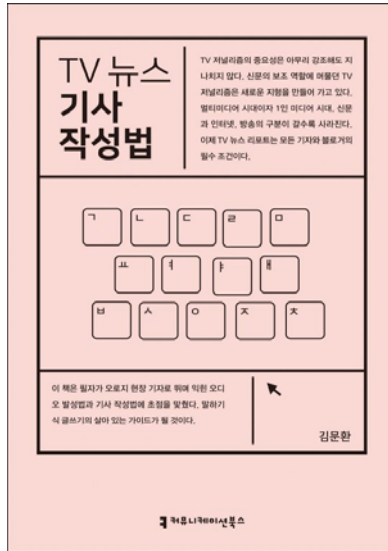 TV 뉴스
기사
작성법
TV 저널리즘의 중요성은 아무리 강조해도 지
나치지 않다. 신문의 보조 역할에 머물던 TV
저널리즘은 새로운 지형을 만들어 가고 있다.
멀티미디어 시대이자 1인 미디어 시대, 신문
과 인터넷, 방송의 구분이 갈수록 사라진다.
이제 TV 뉴스 리포트는 모든 기자와 블로거의
필수 조건이다.
ㄱ ㄴ ㄷ ㄹ ㅁ
ㅛ ㅕ ㅑ ㅐ
ㅂ ㅅ ㅇ ㅈ ㅊ
이 책은 필자가 오로지 현장 기자로 뛰며 익힌 오디
오 발성법과 기사 작성법에 초점을 맞췄다. 말하기
식 글쓰기의 살아 있는 가이드가 될 것이다.
김문환
커뮤니케이션북스